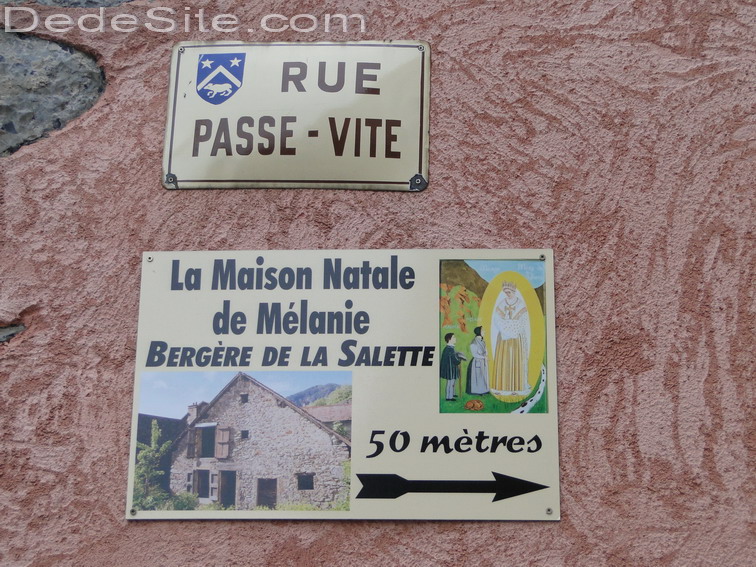 DedeSite.com
RUE
PASSE-VITE
La Maison Natale
de Mélanie
BERGÈRE DE LA SALETTE
50 mètres